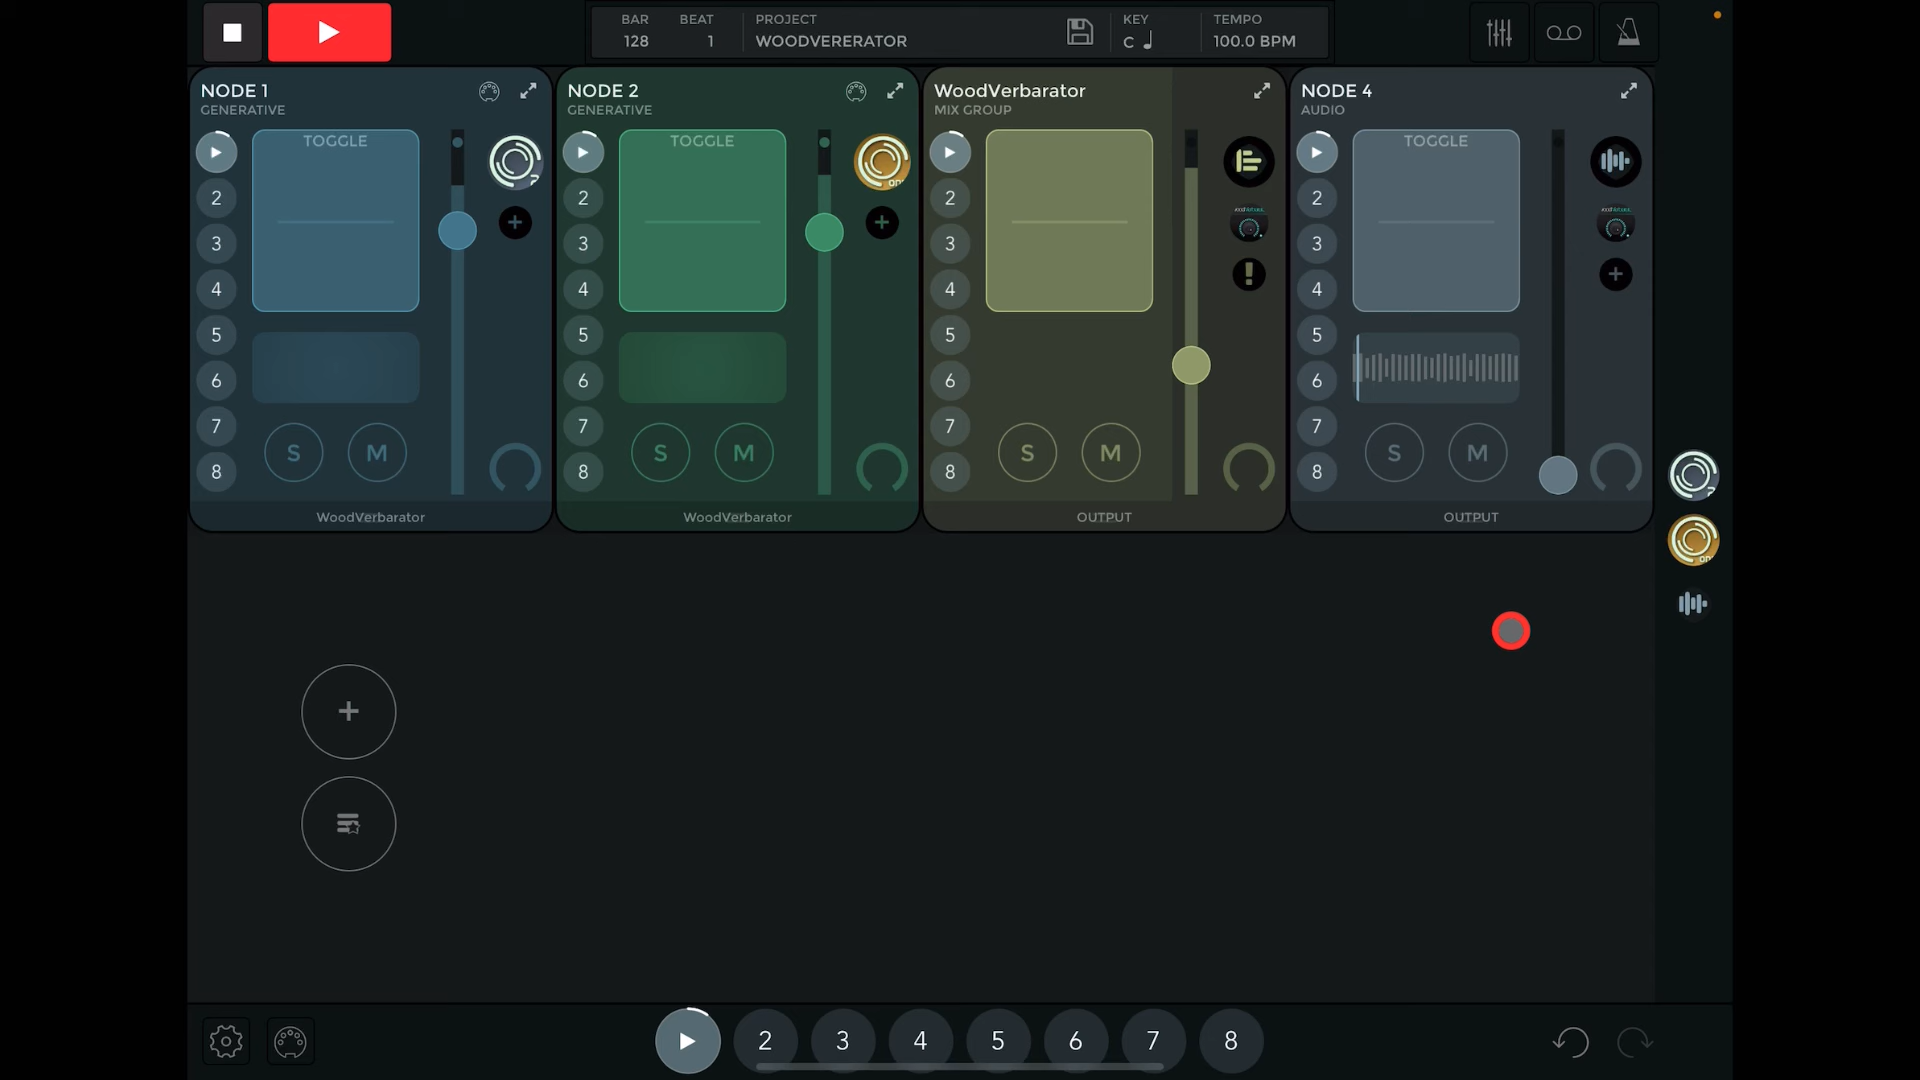 BAR
128
BEAT
1
PROJECT
WOODVERERATOR
KEY
C
TEMPO
100.0 BPM
NODE 1
GENERATIVE
TOGGLE
2
3
4
5
6
7
8
S
M
WoodVerbarator
NODE 2
GENERATIVE
TOGGLE
2
3
4
5
6
7
8
S
M
WoodVerbarator
WoodVerbarator
MIX GROUP
2
3
4
5
6
7
8
S
M
OUTPUT
NODE 4
AUDIO
TOGGLE
2
3
4
5
6
7
8
S
M
OUTPUT
2
3
4
5
6
7
8